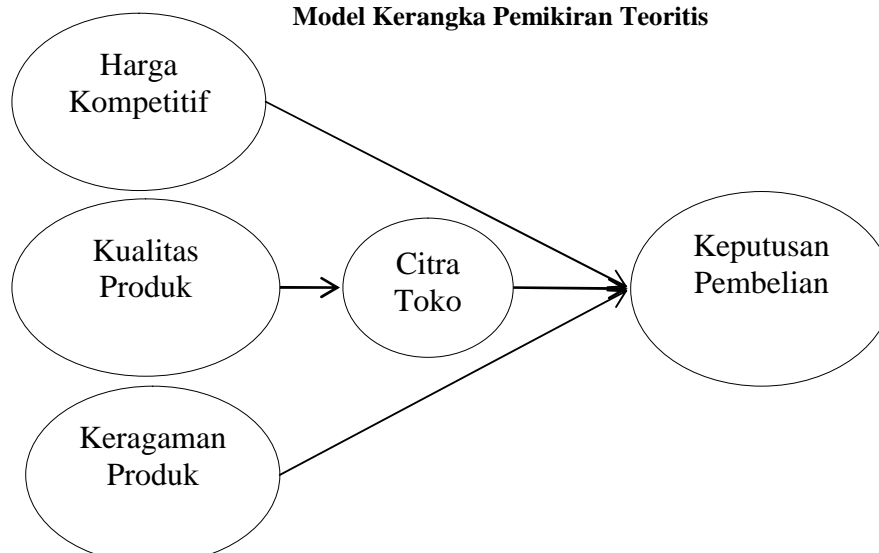 Model Kerangka Pemikiran Teoritis
Harga
Kompetitif
Kualitas
Produk
Citra
Toko
Keputusan
Pembelian
Keragaman
Produk